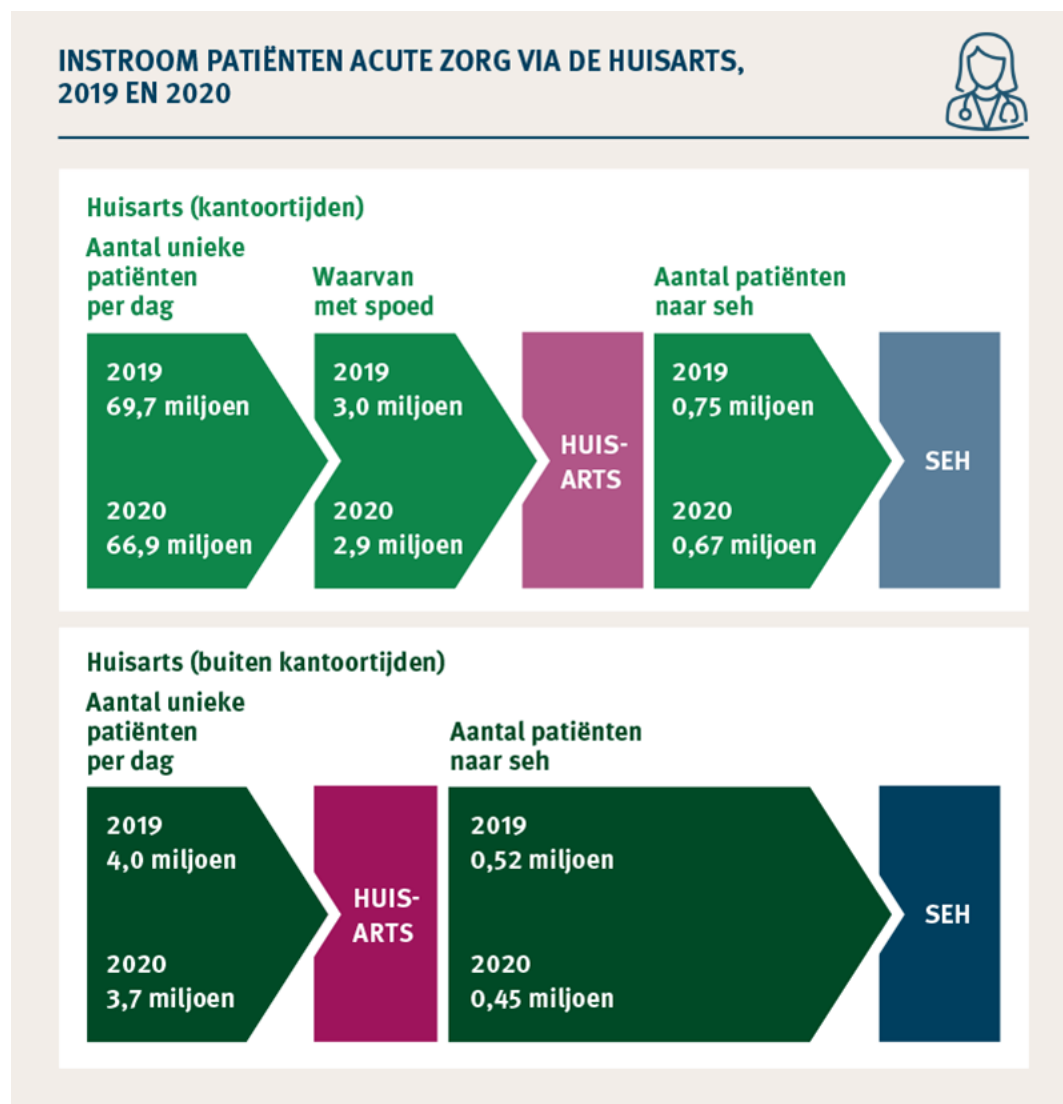 INSTROOM PATIËNTEN ACUTE ZORG VIA DE HUISARTS,
2019 EN 2020
Huisarts (kantoortijden)
Aantal unieke
patiënten
per dag
Waarvan
met spoed
Aantal patiënten
naar seh
2019
69,7 miljoen
2020
66,9 miljoen
2019
3,0 miljoen
2020
2,9 miljoen
HUIS-
ARTS
2019
0,75 miljoen
2020
0,67 miljoen
SEH
Huisarts (buiten kantoortijden)
Aantal unieke
patiënten
per dag
Aantal patiënten
naar seh
2019
4,0 miljoen
2020
3,7 miljoen
HUIS-
ARTS
2019
0,52 miljoen
2020
0,45 miljoen
SEH